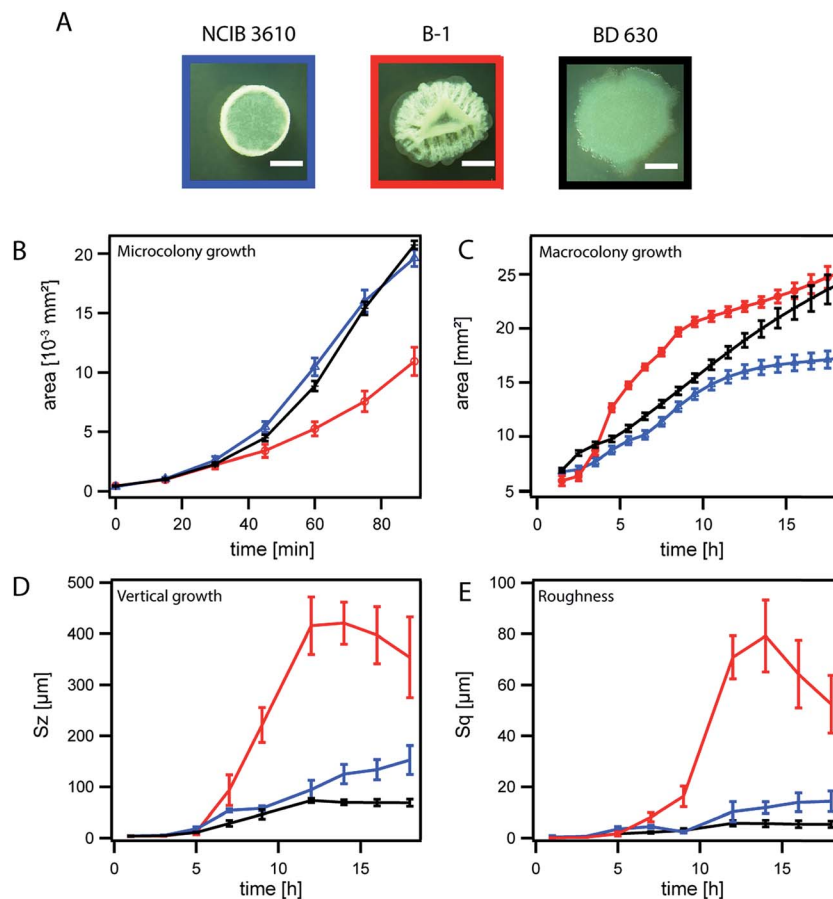 A
NCIB 3610 B-1 BD 630
B Microcolony growth
area [10⁻³ mm²]
20
15
10
5
0
0 20 40 60 80
time [min]
C Macrocolony growth
area [mm²]
25
20
15
10
5
0 5 10 15
time [h]
D Vertical growth
Sz [µm]
500
400
300
200
100
0
0 5 10 15
time [h]
E Roughness
Sq [µm]
100
80
60
40
20
0
0 5 10 15
time [h]